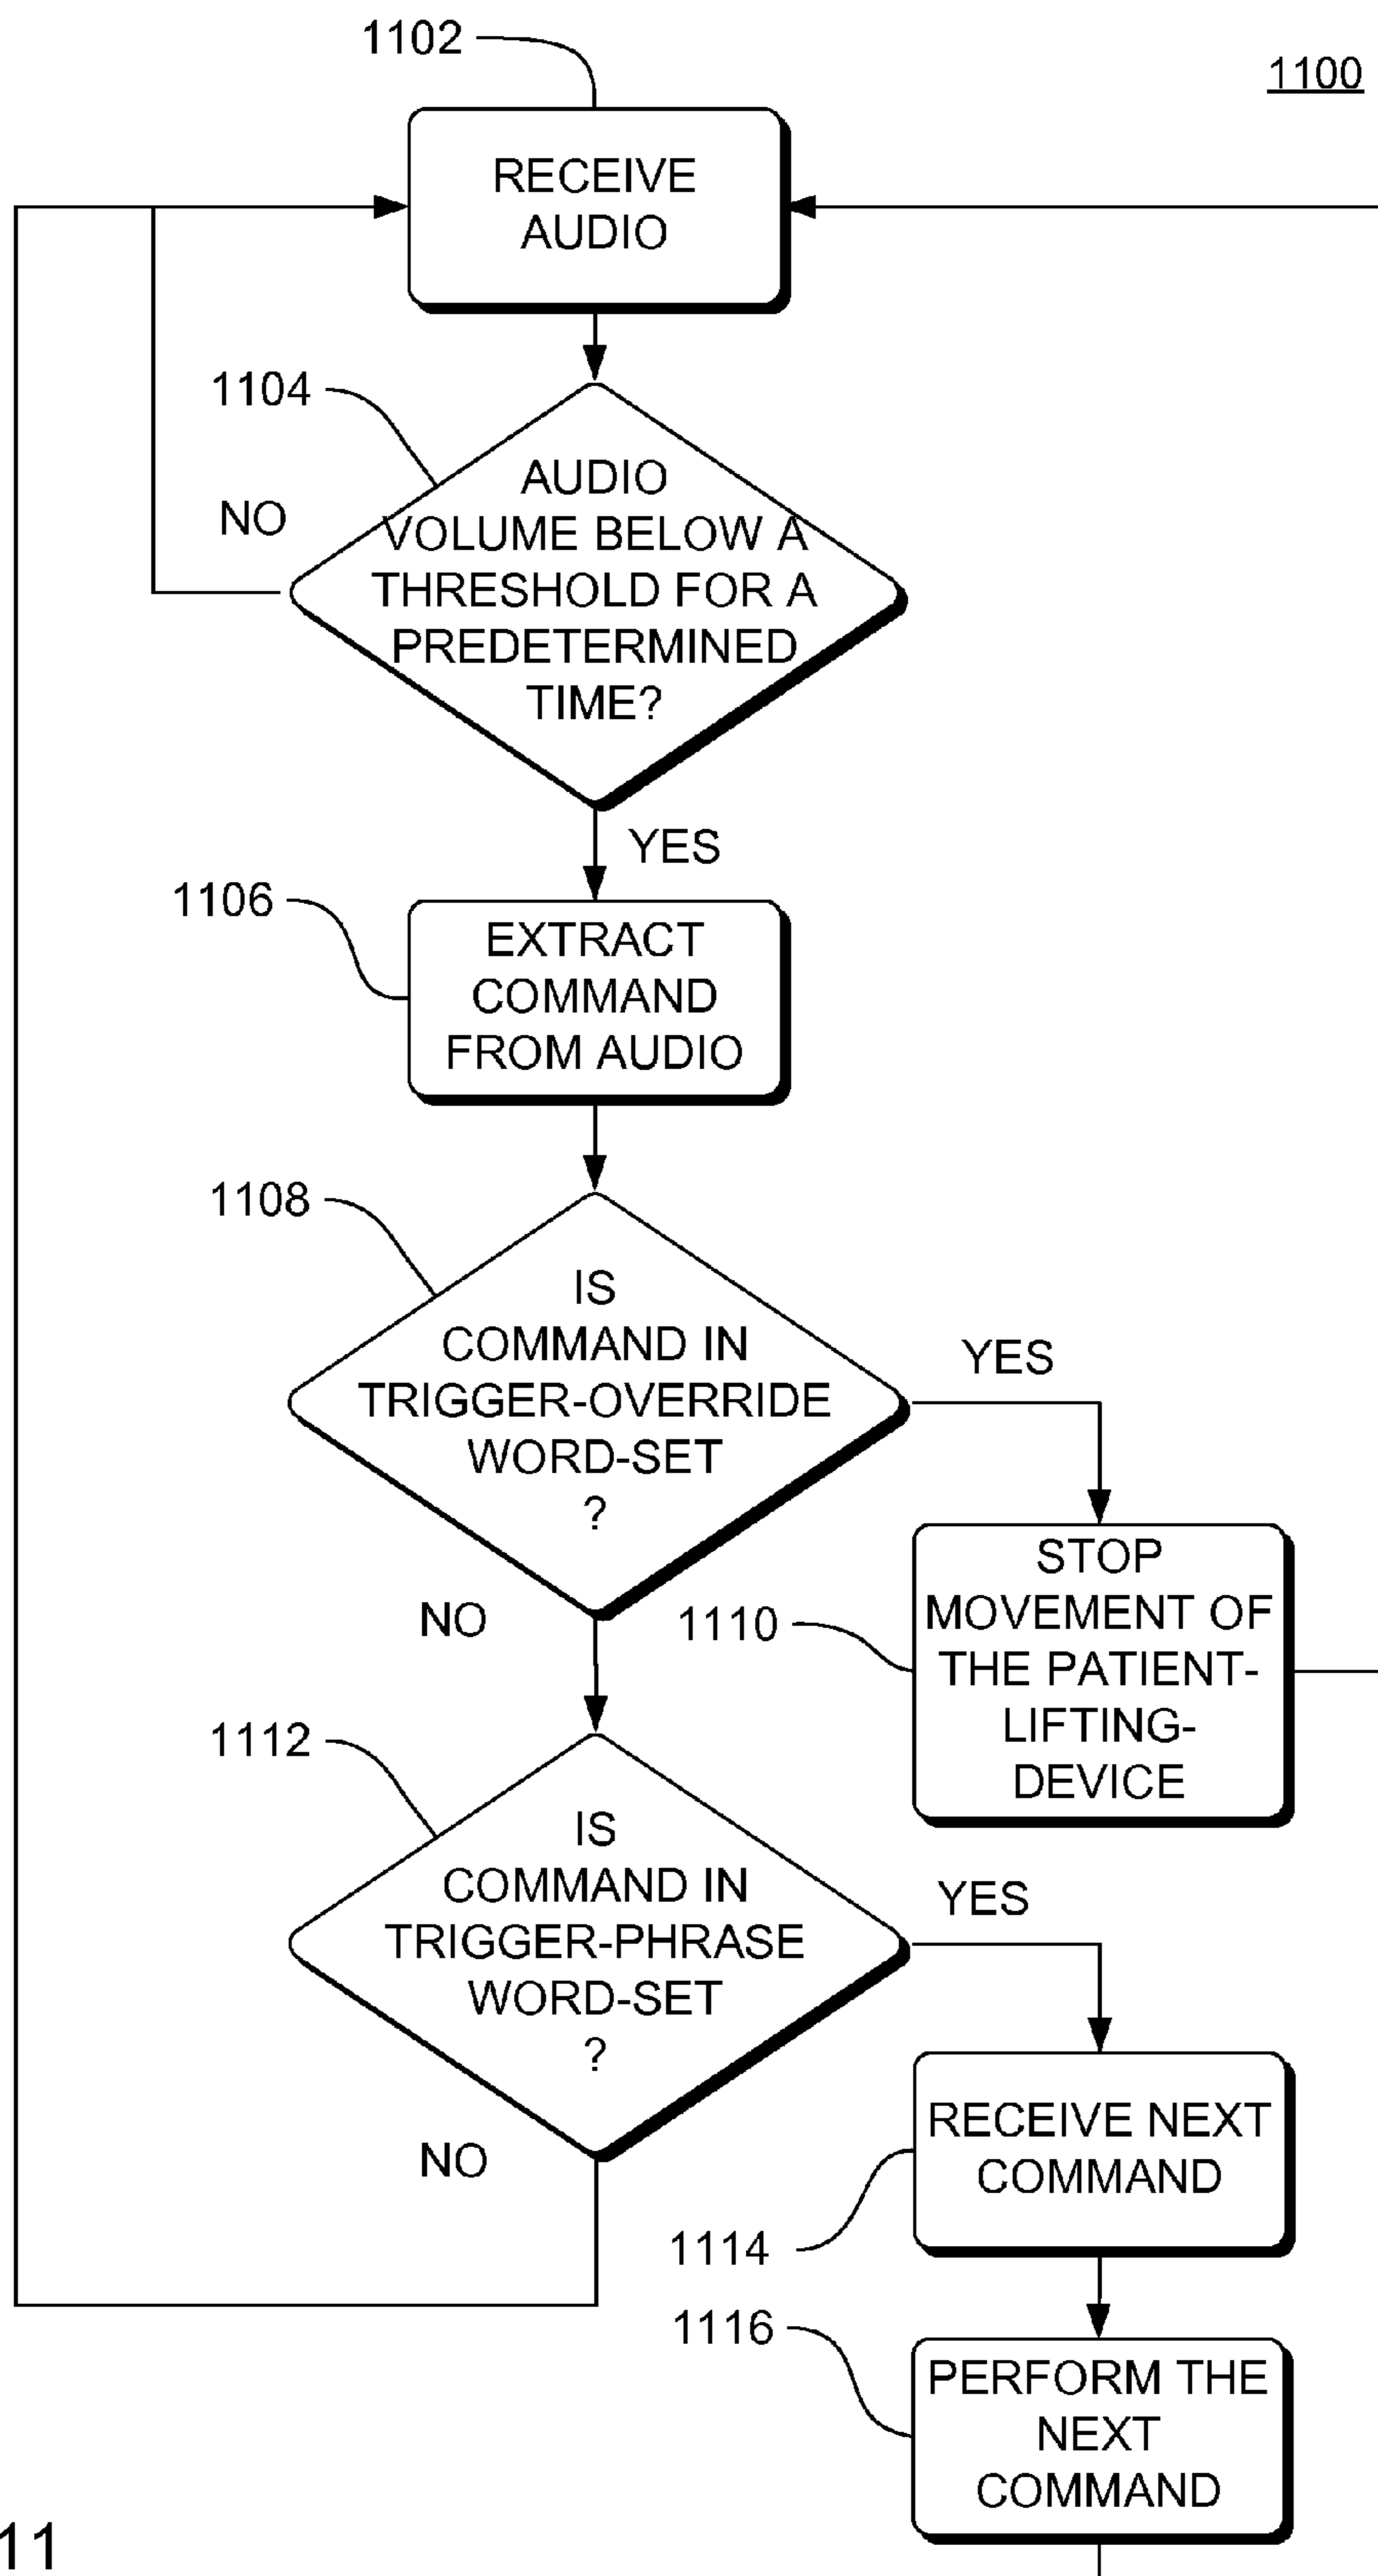 1102
1100
RECEIVE
AUDIO
1104
AUDIO
VOLUME BELOW A
THRESHOLD FOR A
PREDETERMINED
TIME?
NO
YES
1106
EXTRACT
COMMAND
FROM AUDIO
1108
IS
COMMAND IN
TRIGGER-OVERRIDE
WORD-SET
?
YES
NO
1110
STOP
MOVEMENT OF
THE PATIENT-
LIFTING-
DEVICE
1112
IS
COMMAND IN
TRIGGER-PHRASE
WORD-SET
?
YES
NO
RECEIVE NEXT
COMMAND
1114
1116
PERFORM THE
NEXT
COMMAND
11